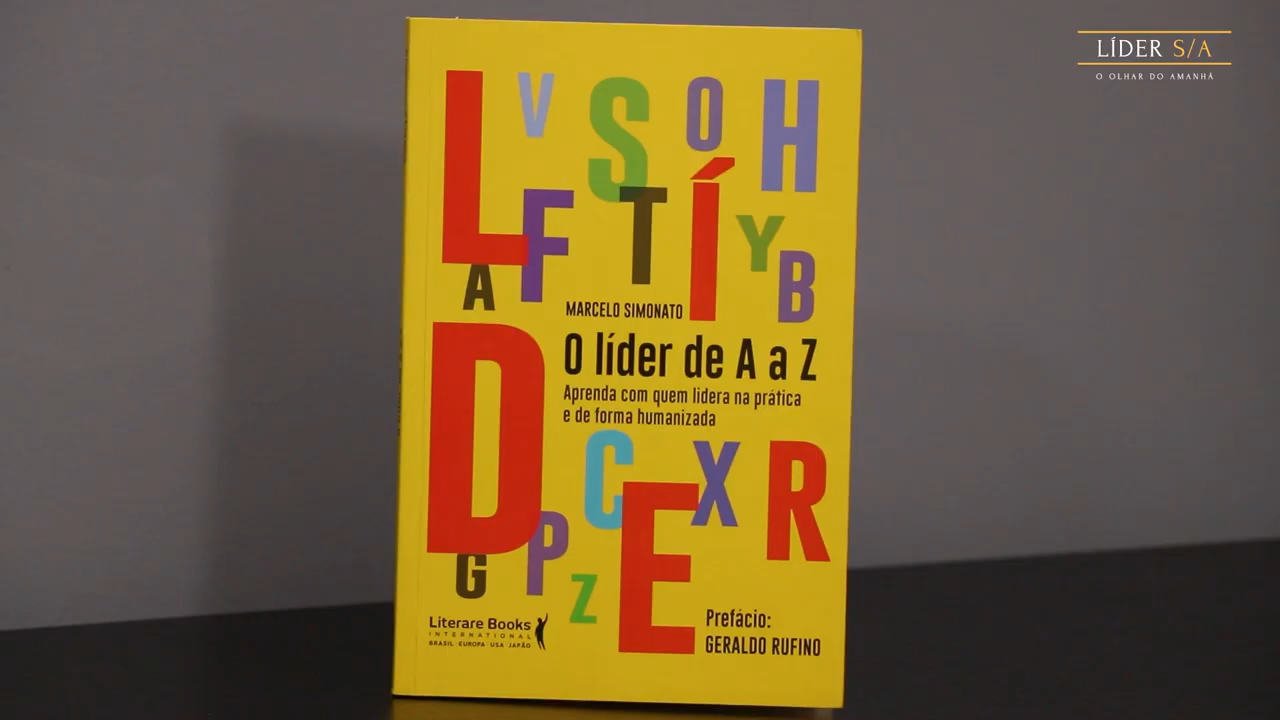 LÍDER S/A
O OLHAR DO AMANHÃ
V S O H
L F T Í Y B
A
MARCELO SIMONATO
O líder de A a Z
Aprenda com quem lidera na prática
e de forma humanizada
D C X R
G P Z E
Literare Books
INTERNATIONAL
BRASIL · EUROPA · USA · JAPÃO
Prefácio:
GERALDO RUFINO